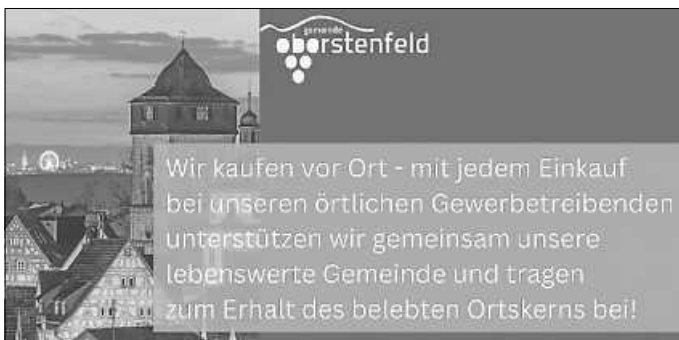 gemeinde
oberstenfeld
Wir kaufen vor Ort - mit jedem Einkauf
bei unseren örtlichen Gewerbetreibenden
unterstützen wir gemeinsam unsere
lebenswerte Gemeinde und tragen
zum Erhalt des belebten Ortskerns bei!